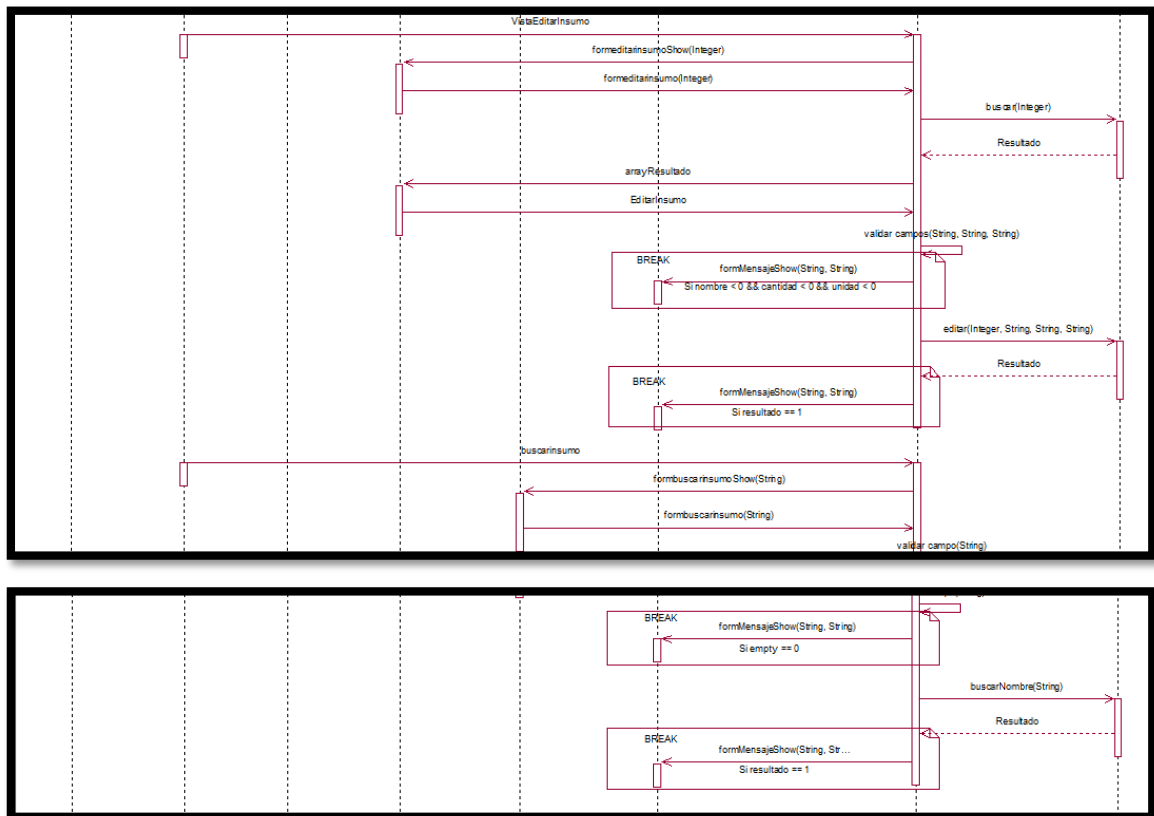 VistaEditarInsumo
formeditarinsumoShow(Integer)
formeditarinsumo(Integer)
buscar(Integer)
Resultado
arrayResultado
EditarInsumo
validar campos(String, String, String)
BREAK
formMensajeShow(String, String)
Si nombre < 0 && cantidad < 0 && unidad < 0
editar(Integer, String, String, String)
Resultado
BREAK
formMensajeShow(String, String)
Si resultado == 1
buscarinsumo
formbuscarinsumoShow(String)
formbuscarinsumo(String)
validar campo(String)
BREAK
formMensajeShow(String, String)
Si empty == 0
buscarNombre(String)
Resultado
BREAK
formMensajeShow(String, Str...
Si resultado == 1